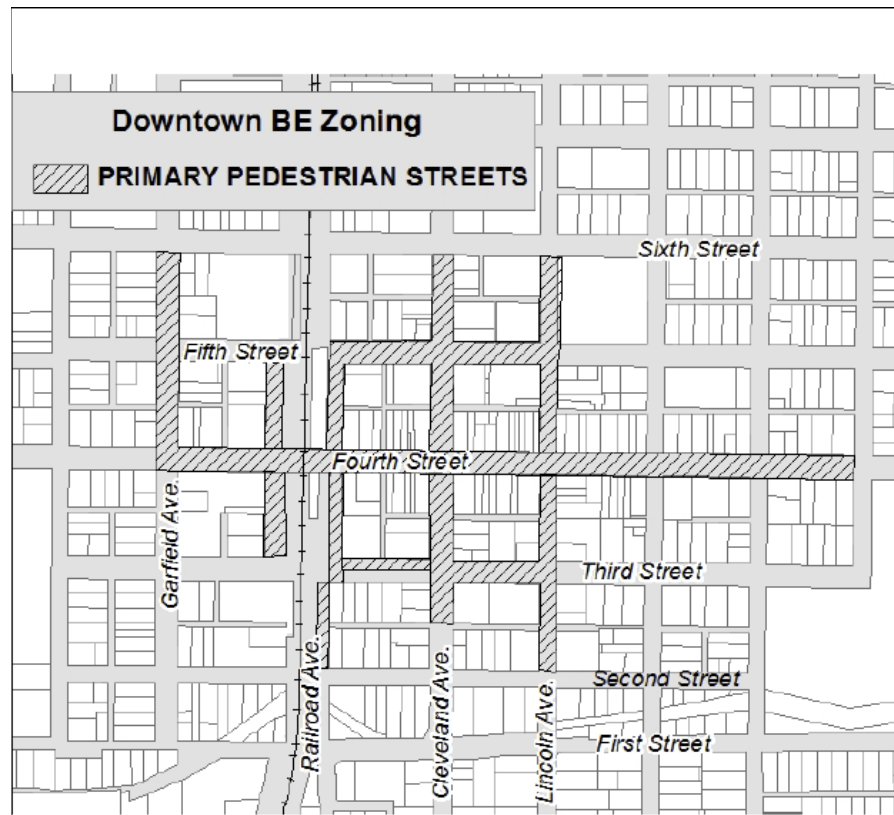 Downtown BE Zoning
PRIMARY PEDESTRIAN STREETS
Sixth Street
Fifth Street
Fourth Street
Garfield Ave.
Third Street
Railroad Ave.
Cleveland Ave.
Lincoln Ave.
Second Street
First Street